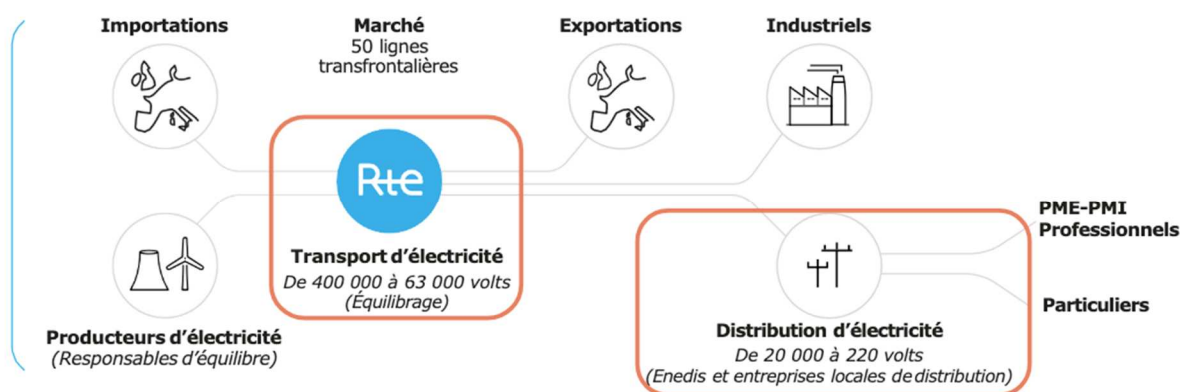 Importations
Marché
50 lignes
transfrontalières
Exportations
Industriels
Rte
Transport d'électricité
De 400 000 à 63 000 volts
(Équilibrage)
Producteurs d'électricité
(Responsables d'équilibre)
PME-PMI
Professionnels
Particuliers
Distribution d'électricité
De 20 000 à 220 volts
(Enedis et entreprises locales de distribution)